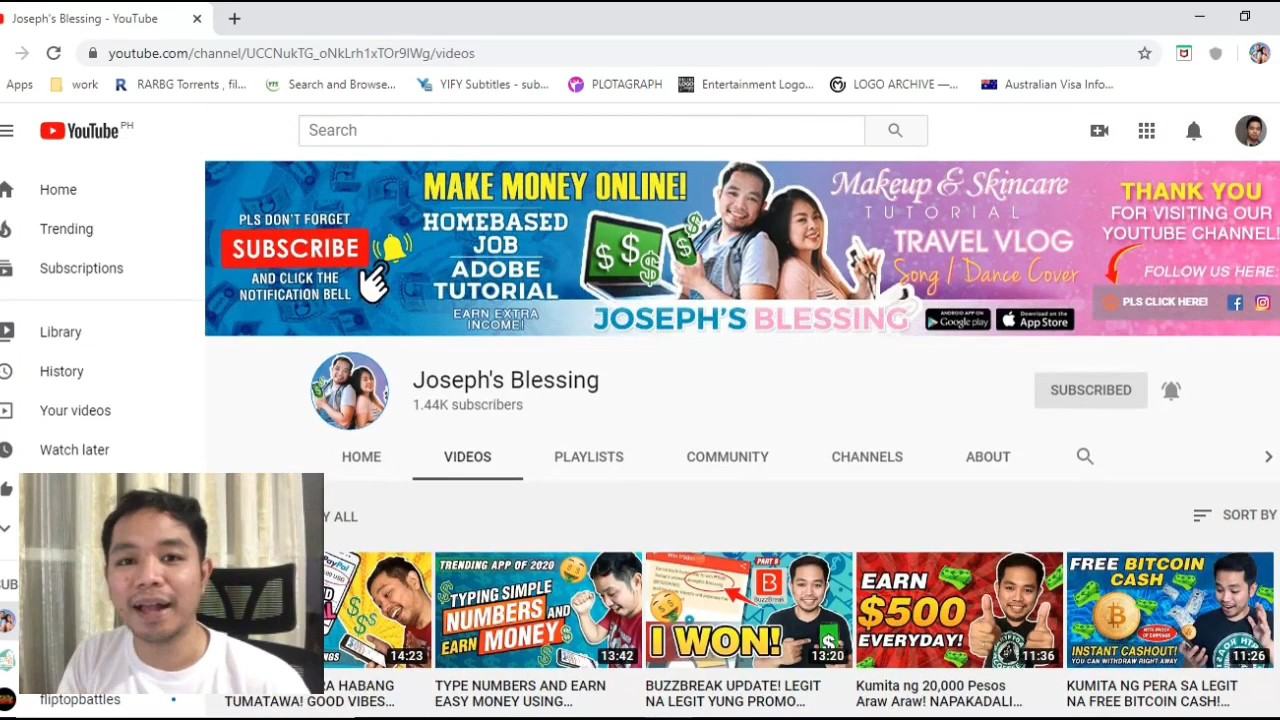 Joseph's Blessing - YouTube
youtube.com/channel/UCCNukTG_oNkLrh1xTOr9IWg/videos
Apps work RARBG Torrents , fil... Search and Browse... YIFY Subtitles - sub... PLOTAGRAPH Entertainment Logo... LOGO ARCHIVE —... Australian Visa Info...
YouTube PH
Search
Home
Trending
Subscriptions
Library
History
Your videos
Watch later
PLS DON'T FORGET
SUBSCRIBE
AND CLICK THE
NOTIFICATION BELL
MAKE MONEY ONLINE!
HOMEBASED
JOB
ADOBE
TUTORIAL
EARN EXTRA
INCOME!
Makeup & Skincare
TUTORIAL
TRAVEL VLOG
Song / Dance Cover
JOSEPH'S BLESSING
ANDROID APP ON
Google play
Download on the
App Store
THANK YOU
FOR VISITING OUR
YOUTUBE CHANNEL!
FOLLOW US HERE.
PLS CLICK HERE!
Joseph's Blessing
1.44K subscribers
SUBSCRIBED
HOME VIDEOS PLAYLISTS COMMUNITY CHANNELS ABOUT
Y ALL
SORT BY
SUB
fliptopbattles
PayPal
14:23
TRENDING APP OF 2020
TYPING SIMPLE
NUMBERS AND
EARN MONEY
13:42
PART 5
BuzzBreak
I WON!
13:20
EARN
$500
EVERYDAY!
11:36
FREE BITCOIN
CASH
INSTANT CASHOUT!
YOU CAN WITHDRAW RIGHT AWAY
11:26
A HABANG
TUMATAWA! GOOD VIBES...
TYPE NUMBERS AND EARN
EASY MONEY USING...
BUZZBREAK UPDATE! LEGIT
NA LEGIT YUNG PROMO...
Kumita ng 20,000 Pesos
Araw Araw! NAPAKADALI...
KUMITA NG PERA SA LEGIT
NA FREE BITCOIN CASH!...